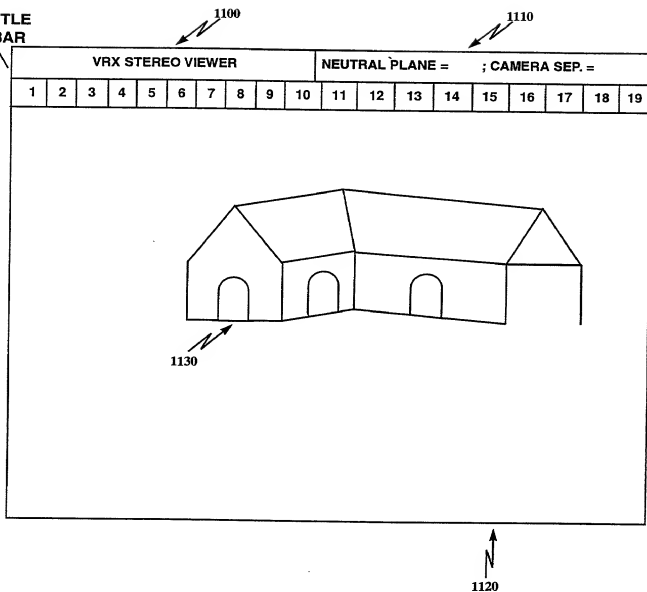 1100
1110
TLE
BAR
VRX STEREO VIEWER
NEUTRAL PLANE = ; CAMERA SEP. =
1 2 3 4 5 6 7 8 9 10 11 12 13 14 15 16 17 18 19
1130
1120